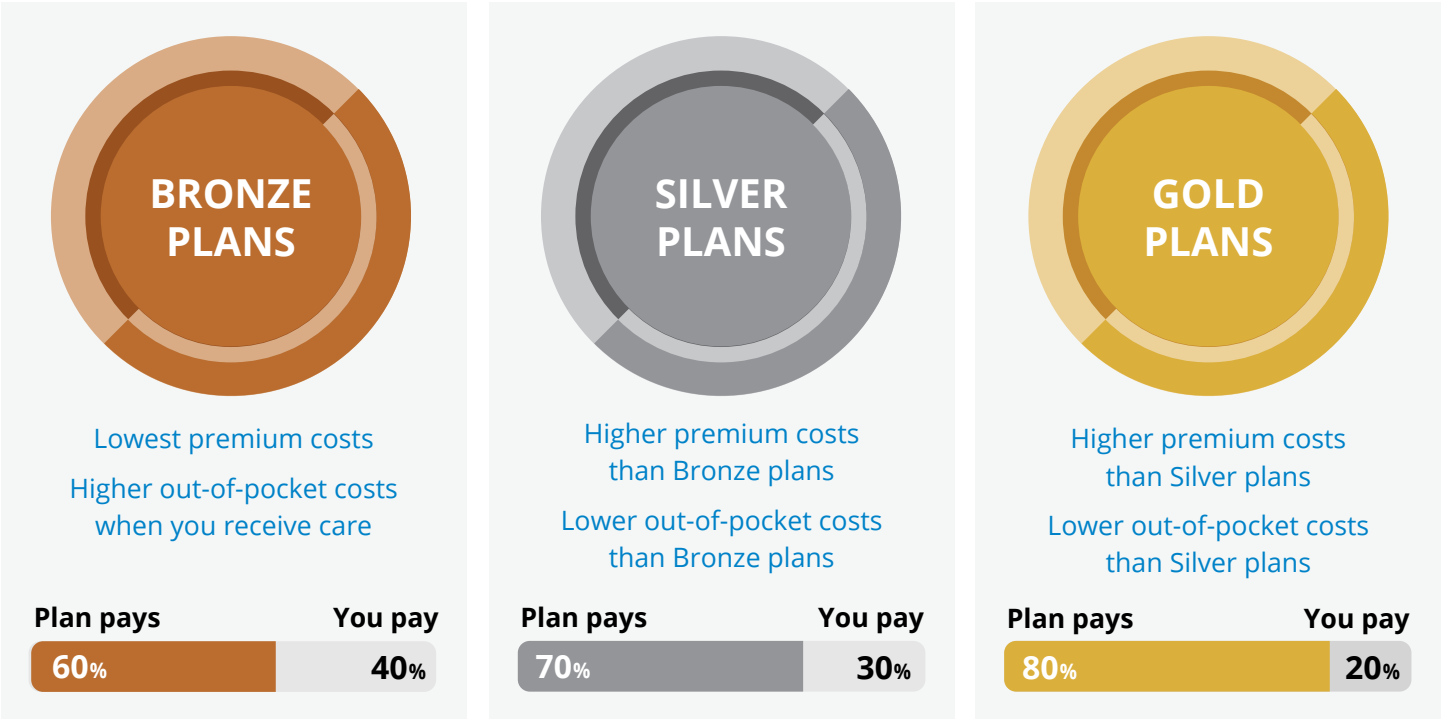 BRONZE
PLANS
Lowest premium costs
Higher out-of-pocket costs
when you receive care
Plan pays
You pay
60%
40%
SILVER
PLANS
Higher premium costs
than Bronze plans
Lower out-of-pocket costs
than Bronze plans
Plan pays
You pay
70%
30%
GOLD
PLANS
Higher premium costs
than Silver plans
Lower out-of-pocket costs
than Silver plans
Plan pays
You pay
80%
20%